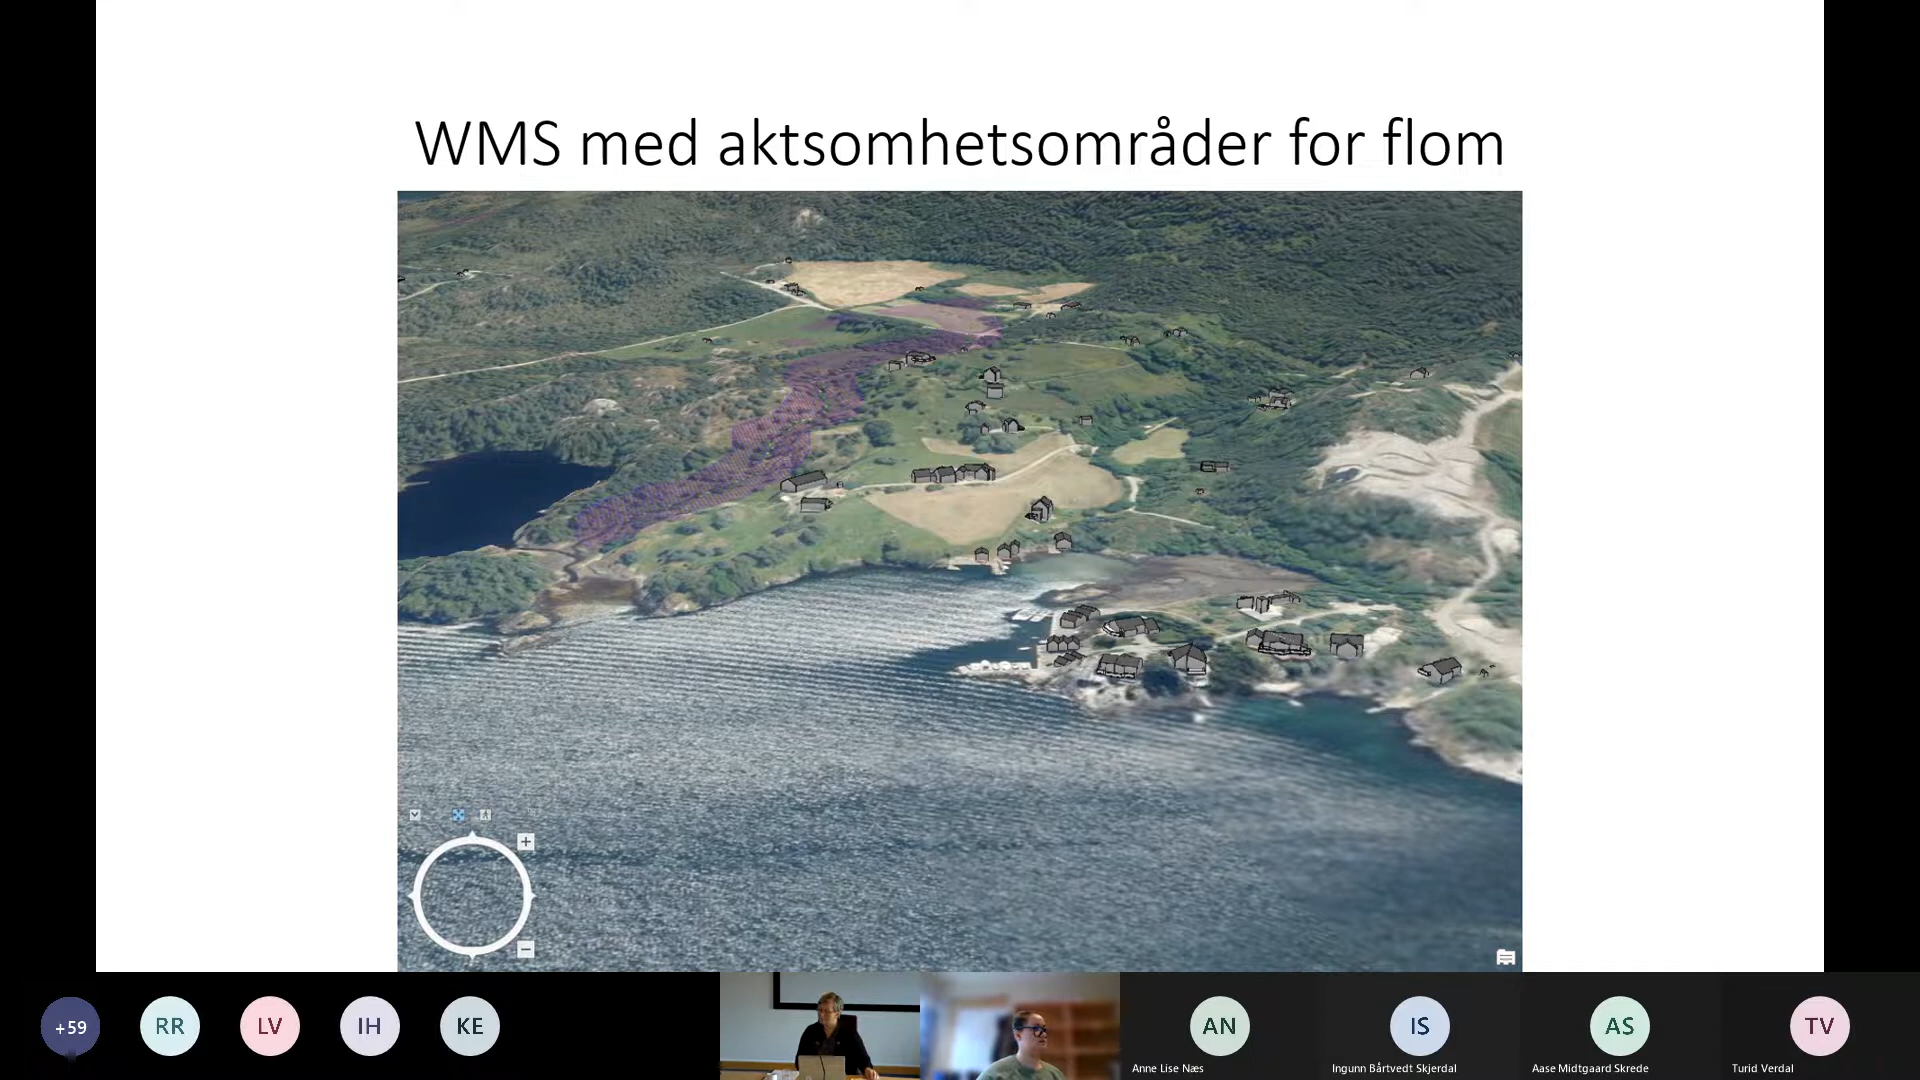 WMS med aktsomhetsområder for flom
+59
RR
LV
IH
KE
AN
IS
AS
TV
Anne Lise Næs
Ingunn Bårtvedt Skjerdal
Aase Midtgaard Skrede
Turid Verdal